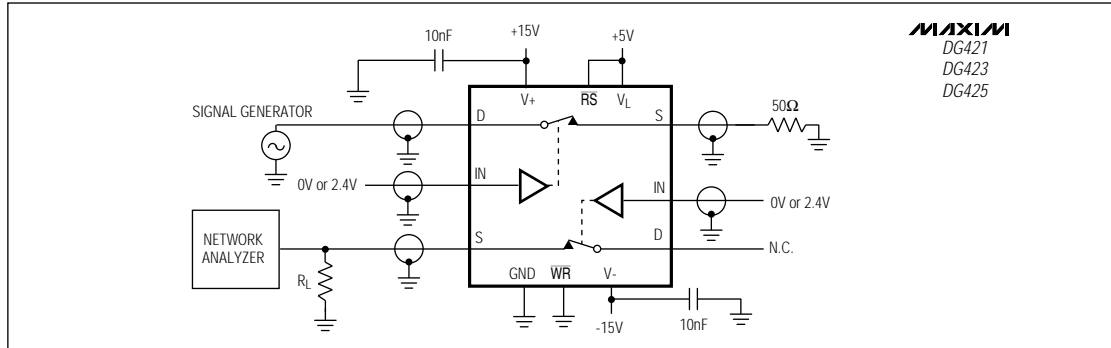 MAXIM
DG421
DG423
DG425
10nF
+15V
+5V
V+
RS
VL
SIGNAL GENERATOR
D
S
50Ω
0V or 2.4V
IN
IN
0V or 2.4V
NETWORK
ANALYZER
S
D
N.C.
RL
GND
WR
V-
-15V
10nF